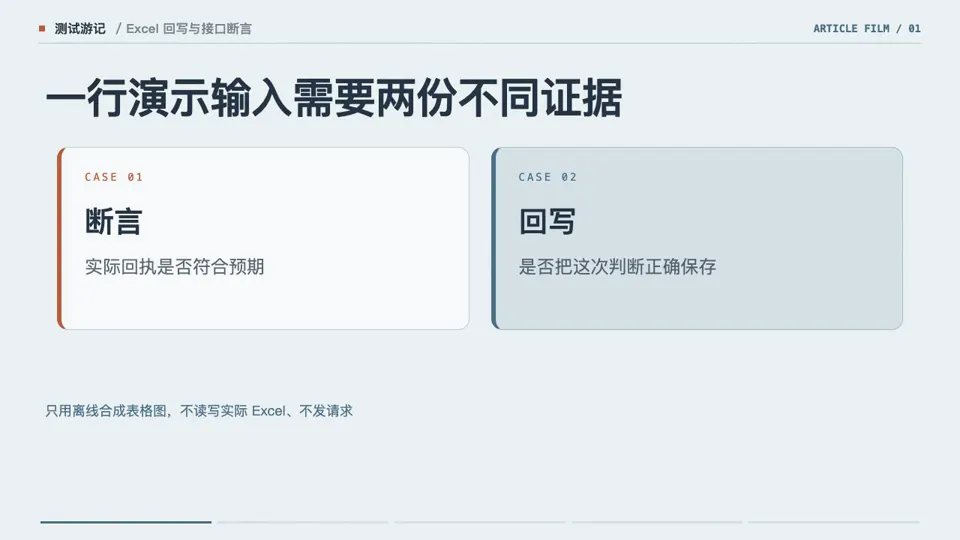 测试游记 / Excel 回写与接口断言
ARTICLE FILM / 01
一行演示输入需要两份不同证据
CASE 01
断言
实际回执是否符合预期
CASE 02
回写
是否把这次判断正确保存
只用离线合成表格图，不读写实际 Excel、不发请求